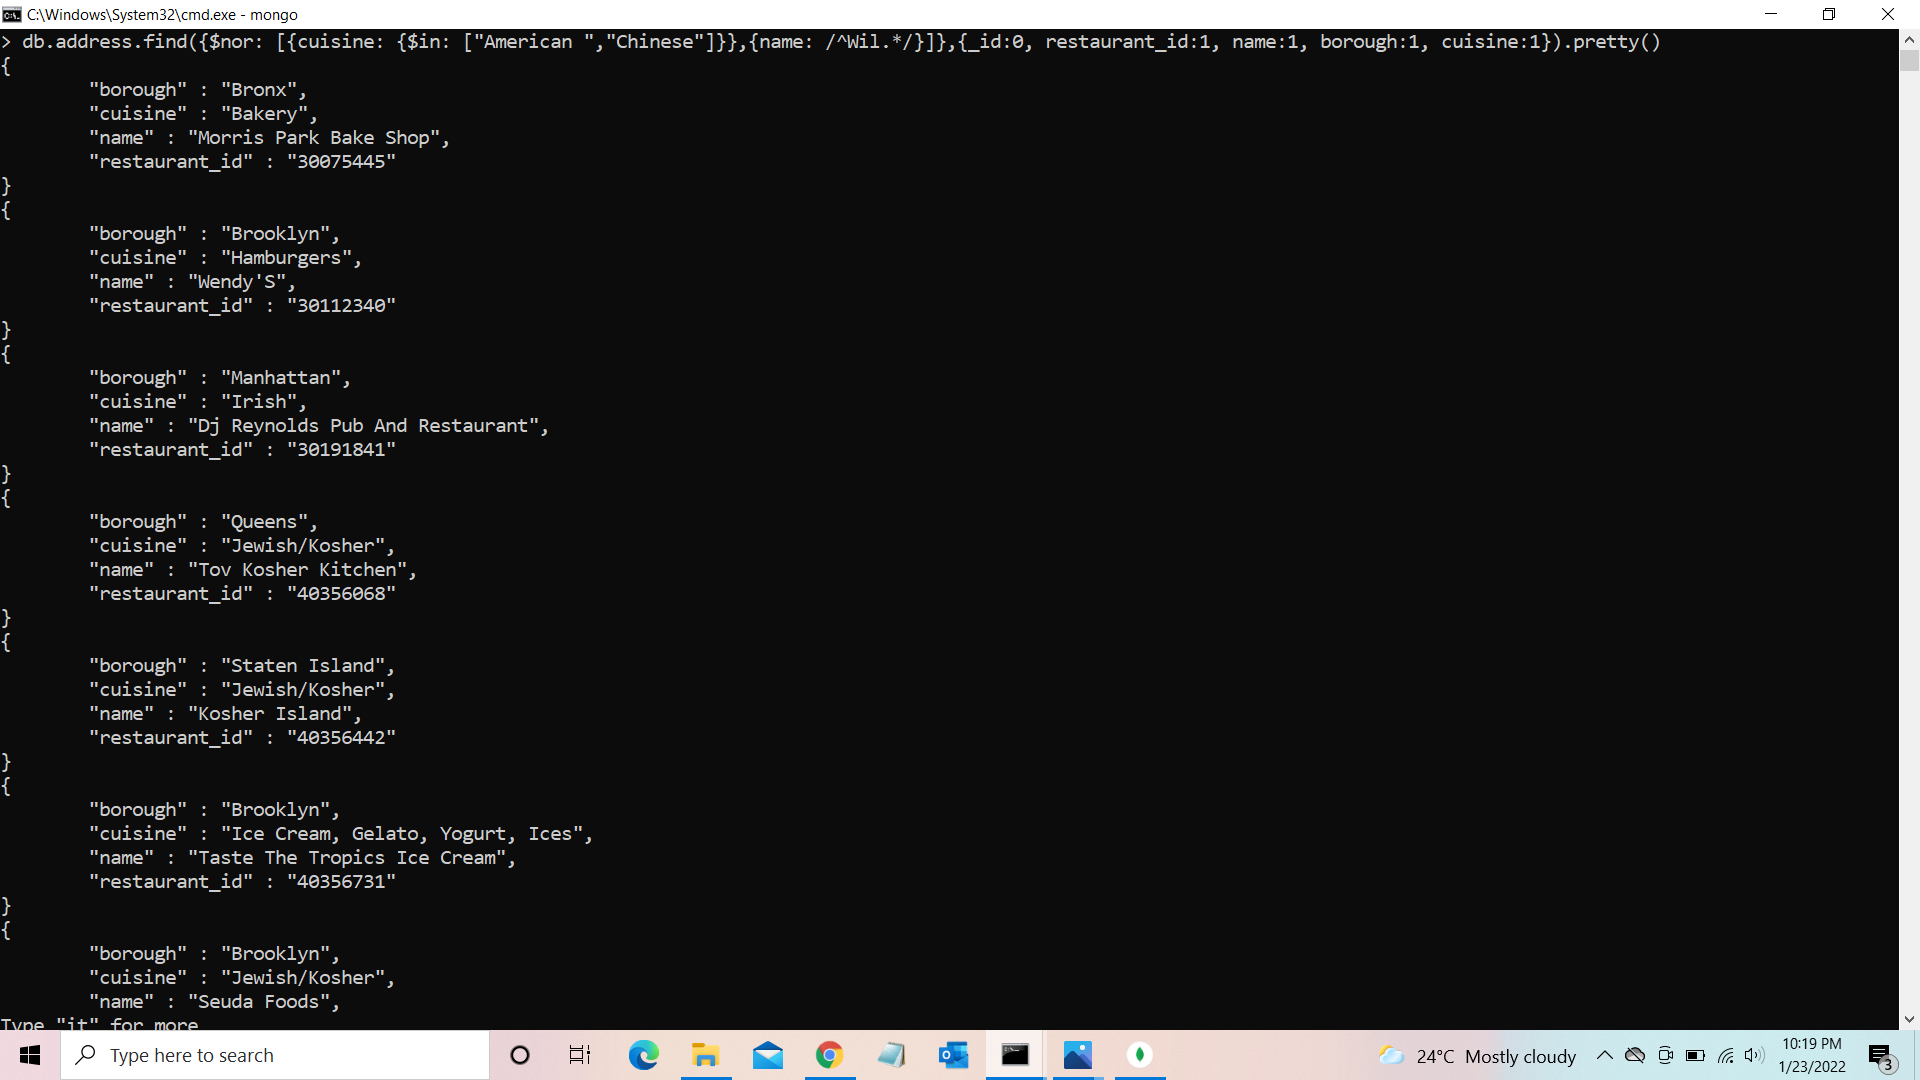 C:\Windows\System32\cmd.exe - mongo
> db.address.find({$nor: [{cuisine: {$in: ["American ","Chinese"]}},{name: /^Wil.*/}]},{_id:0, restaurant_id:1, name:1, borough:1, cuisine:1}).pretty()
{
"borough" : "Bronx",
"cuisine" : "Bakery",
"name" : "Morris Park Bake Shop",
"restaurant_id" : "30075445"
}
{
"borough" : "Brooklyn",
"cuisine" : "Hamburgers",
"name" : "Wendy'S",
"restaurant_id" : "30112340"
}
{
"borough" : "Manhattan",
"cuisine" : "Irish",
"name" : "Dj Reynolds Pub And Restaurant",
"restaurant_id" : "30191841"
}
{
"borough" : "Queens",
"cuisine" : "Jewish/Kosher",
"name" : "Tov Kosher Kitchen",
"restaurant_id" : "40356068"
}
{
"borough" : "Staten Island",
"cuisine" : "Jewish/Kosher",
"name" : "Kosher Island",
"restaurant_id" : "40356442"
}
{
"borough" : "Brooklyn",
"cuisine" : "Ice Cream, Gelato, Yogurt, Ices",
"name" : "Taste The Tropics Ice Cream",
"restaurant_id" : "40356731"
}
{
"borough" : "Brooklyn",
"cuisine" : "Jewish/Kosher",
"name" : "Seuda Foods",
Type "it" for more
Type here to search
24°C Mostly cloudy
10:19 PM
1/23/2022
3